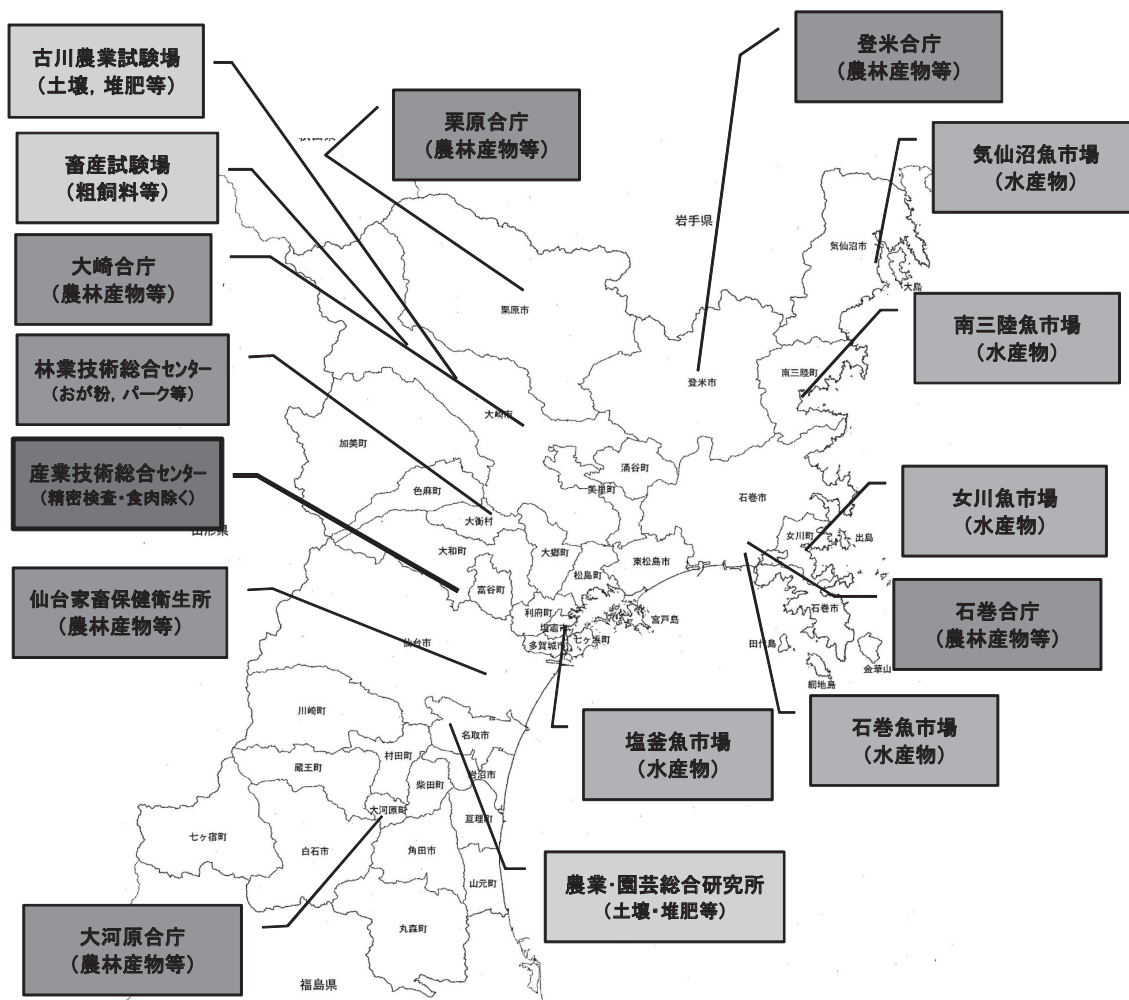 古川農業試験場
(土壌, 堆肥等)
畜産試験場
(粗飼料等)
大崎合庁
(農林産物等)
林業技術総合センター
(おが粉, パーク等)
産業技術総合センター
(精密検査・食肉除く)
仙台家畜保健衛生所
(農林産物等)
大河原合庁
(農林産物等)
栗原合庁
(農林産物等)
登米合庁
(農林産物等)
気仙沼魚市場
(水産物)
南三陸魚市場
(水産物)
女川魚市場
(水産物)
石巻合庁
(農林産物等)
石巻魚市場
(水産物)
塩釜魚市場
(水産物)
農業・園芸総合研究所
(土壌・堆肥等)
岩手県
気仙沼市
大島
栗原市
登米市
南三陸町
大崎市
加美町
色麻町
涌谷町
美里町
石巻市
大衡村
大和町
大郷町
松島町
東松島市
女川町
出島
富谷町
利府町
塩竈市
多賀城市
七ヶ浜町
宮戸島
石巻市
田代島
網地島
金華山
仙台市
山形県
川崎町
名取市
村田町
蔵王町
柴田町
岩沼市
大河原町
亘理町
七ヶ宿町
白石市
角田市
山元町
丸森町
福島県